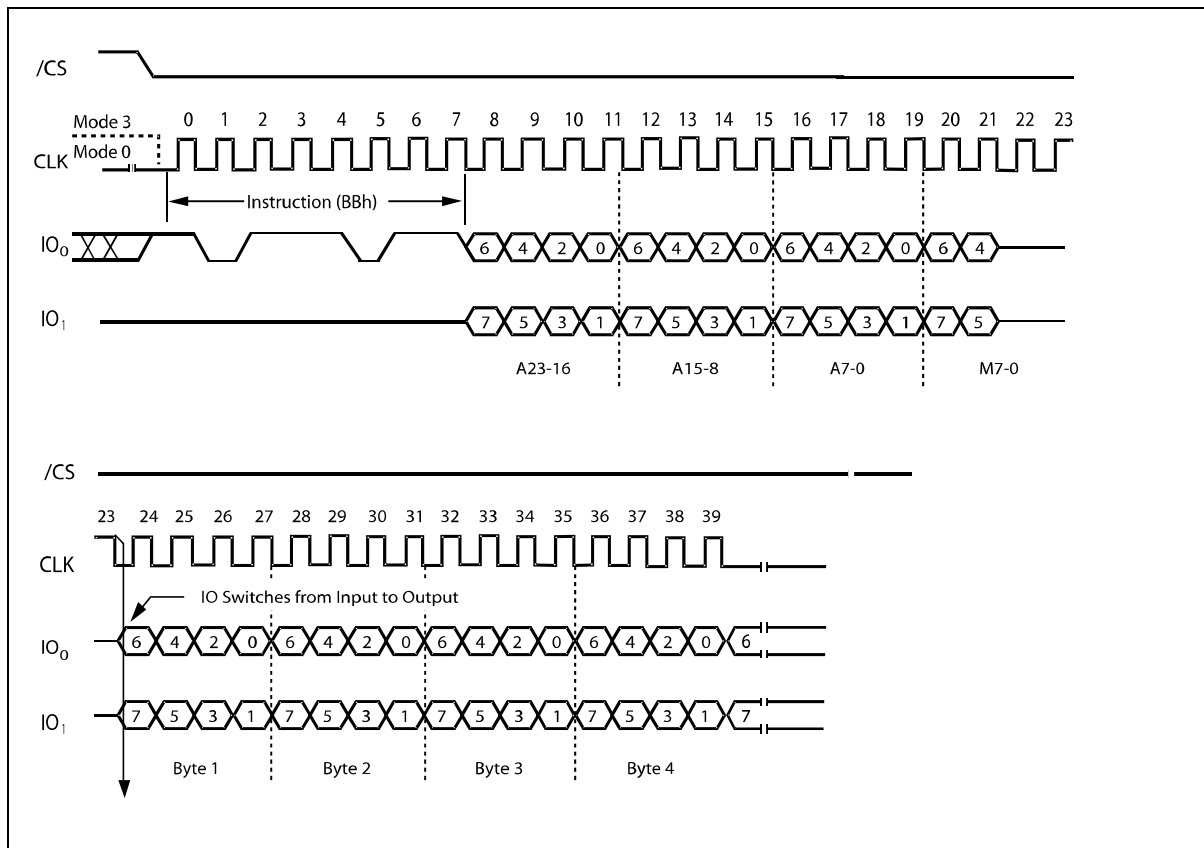 /CS
0 1 2 3 4 5 6 7 8 9 10 11 12 13 14 15 16 17 18 19 20 21 22 23
Mode 3
Mode 0
CLK
Instruction (BBh)
IO0 6 4 2 0 6 4 2 0 6 4 2 0 6 4
IO1 7 5 3 1 7 5 3 1 7 5 3 1 7 5
A23-16 A15-8 A7-0 M7-0
/CS
23 24 25 26 27 28 29 30 31 32 33 34 35 36 37 38 39
CLK
IO Switches from Input to Output
IO0 6 4 2 0 6 4 2 0 6 4 2 0 6 4 2 0 6
IO1 7 5 3 1 7 5 3 1 7 5 3 1 7 5 3 1 7
Byte 1 Byte 2 Byte 3 Byte 4